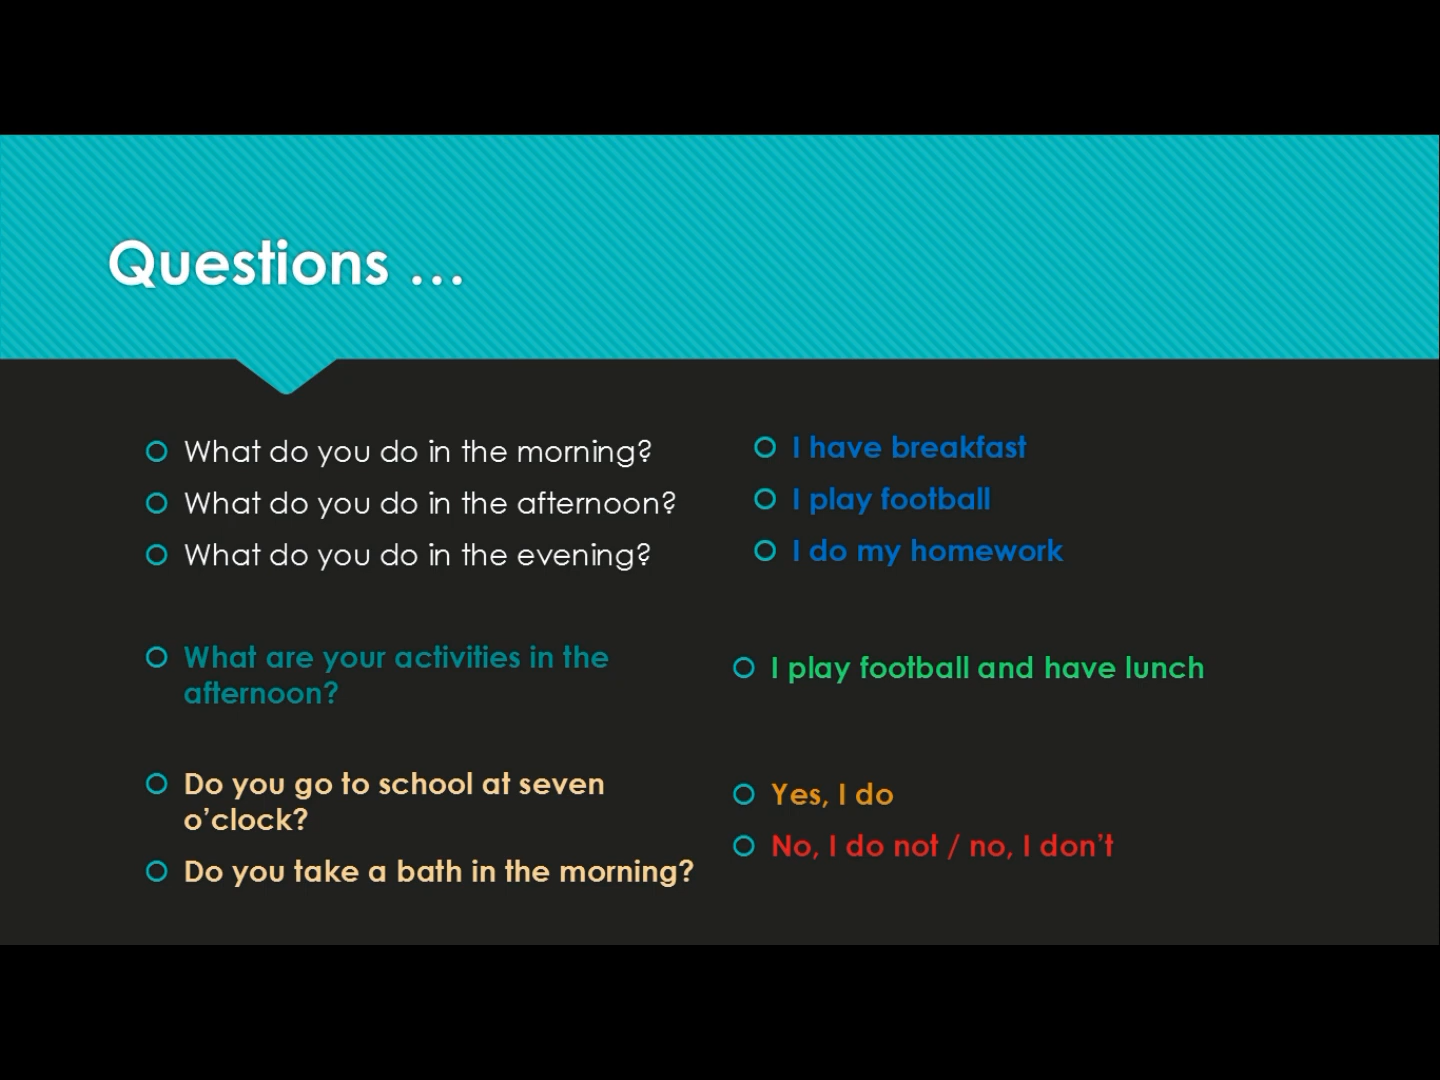 Questions ...
What do you do in the morning?
What do you do in the afternoon?
What do you do in the evening?
I have breakfast
I play football
I do my homework
What are your activities in the
afternoon?
I play football and have lunch
Do you go to school at seven
o’clock?
Do you take a bath in the morning?
Yes, I do
No, I do not / no, I don’t